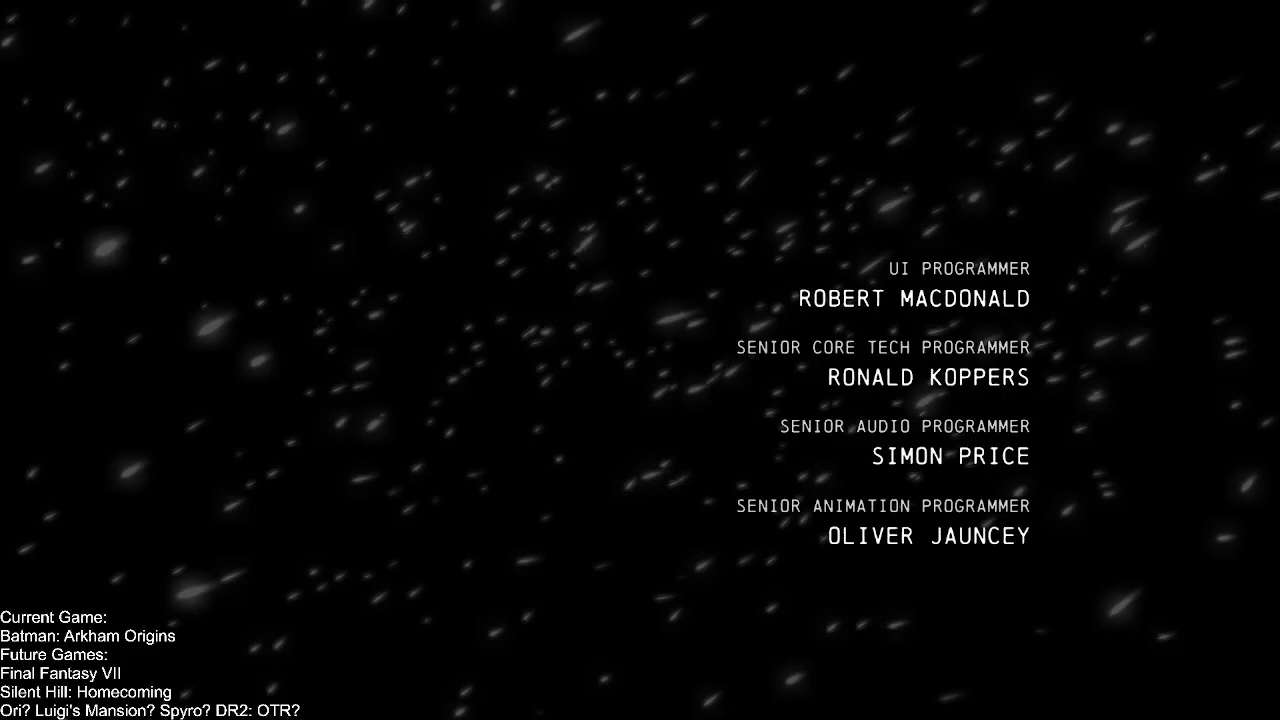 UI PROGRAMMER
ROBERT MACDONALD
SENIOR CORE TECH PROGRAMMER
RONALD KOPPERS
SENIOR AUDIO PROGRAMMER
SIMON PRICE
SENIOR ANIMATION PROGRAMMER
OLIVER JAUNCEY
Current Game:
Batman: Arkham Origins
Future Games:
Final Fantasy VII
Silent Hill: Homecoming
Ori? Luigi's Mansion? Spyro? DR2: OTR?